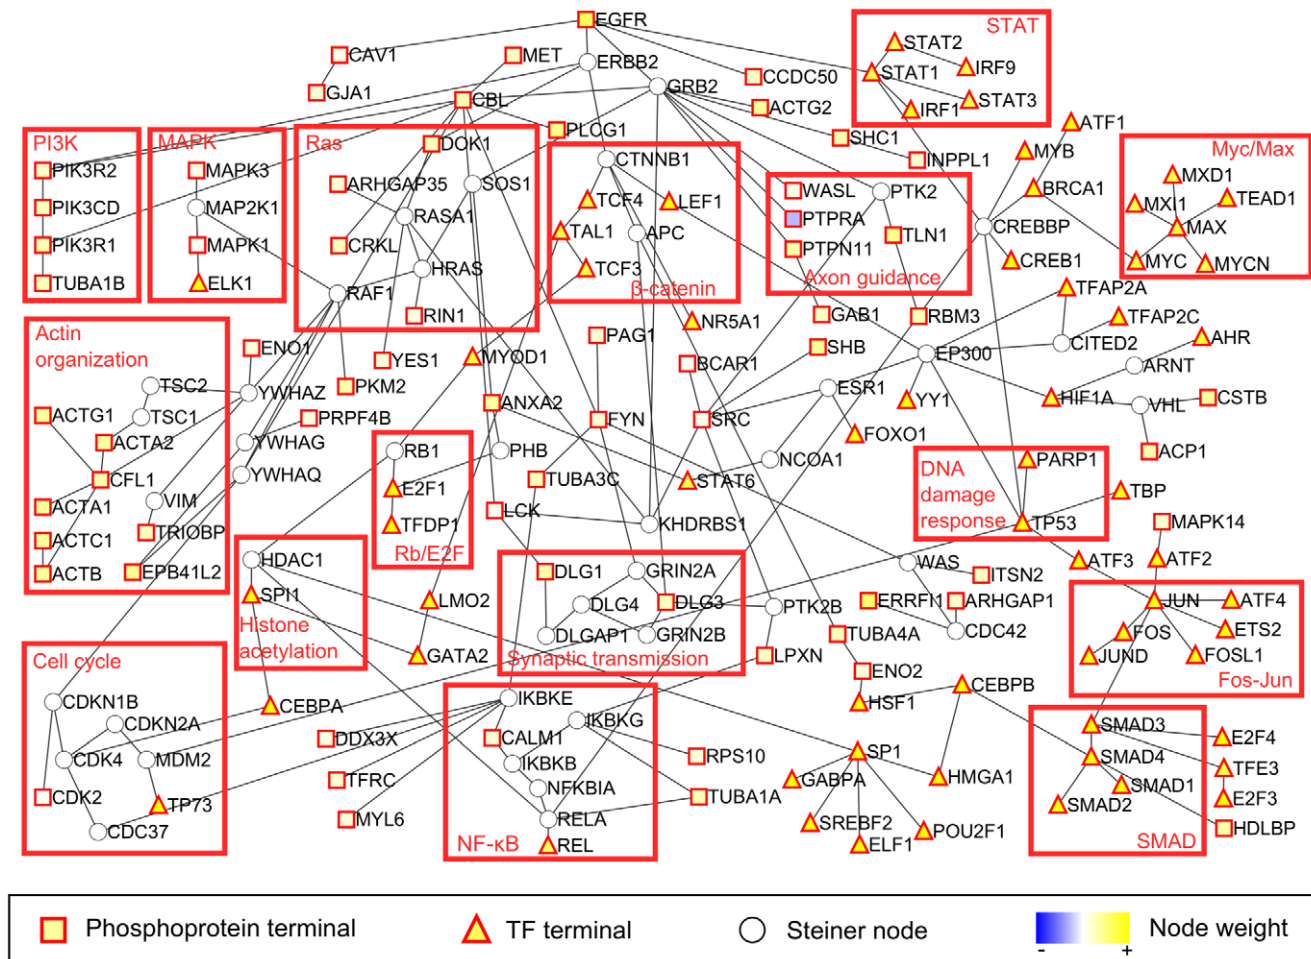 EGFR
STAT
STAT2
CAV1
MET
ERBB2
IRF9
STAT1
CCDC50
GRB2
GJA1
CBL
STAT3
ACTG2
IRF1
ATF1
PLCG1
SHC1
PI3K
MAPK
Ras
DOK1
MYB
Myc/Max
CTNNB1
INPPL1
PIK3R2
MAPK3
MXD1
ARHGAP35
SOS1
WASL
PTK2
BRCA1
TCF4
LEF1
TEAD1
PIK3CD
MAP2K1
MXI1
RASA1
PTPRA
CREBBP
MAX
TAL1
APC
TLN1
PIK3R1
MAPK1
CRKL
PTPN11
CREB1
MYC
MYCN
HRAS
TCF3
Axon guidance
TUBA1B
ELK1
β-catenin
RAF1
TFAP2A
RIN1
GAB1
RBM3
TFAP2C
NR5A1
Actin
organization
PAG1
AHR
ENO1
SHB
CITED2
YES1
MYOD1
EP300
BCAR1
ARNT
TSC2
PKM2
ESR1
YWHAZ
YY1
HIF1A
CSTB
ANXA2
VHL
ACTG1
TSC1
PRPF4B
FYN
SRC
FOXO1
ACTA2
YWHAG
RB1
PHB
ACP1
NCOA1
DNA
damage
response
PARP1
CFL1
YWHAQ
TUBA3C
STAT6
E2F1
TBP
VIM
ACTA1
LCK
KHDRBS1
TP53
MAPK14
TFDP1
TRIOBP
ACTC1
Rb/E2F
HDAC1
ATF3
ATF2
WAS
ACTB
EPB41L2
DLG1
GRIN2A
ITSN2
SPI1
LMO2
DLG4
DLG3
PTK2B
ERRFI1
ARHGAP1
JUN
ATF4
Histone
acetylation
DLGAP1
GRIN2B
TUBA4A
CDC42
FOS
ETS2
GATA2
Synaptic transmission
LPXN
JUND
FOSL1
Cell cycle
ENO2
Fos-Jun
CEBPB
CDKN1B
CEBPA
IKBKE
HSF1
CDKN2A
IKBKG
SMAD3
DDX3X
CALM1
E2F4
CDK4
MDM2
RPS10
SP1
SMAD4
IKBKB
TFE3
TFRC
GABPA
HMGA1
SMAD1
NFKBIA
CDK2
TP73
TUBA1A
SMAD2
E2F3
MYL6
RELA
SREBF2
POU2F1
HDLBP
CDC37
NF-κB
REL
ELF1
SMAD
Phosphoprotein terminal
TF terminal
Steiner node
Node weight
- +